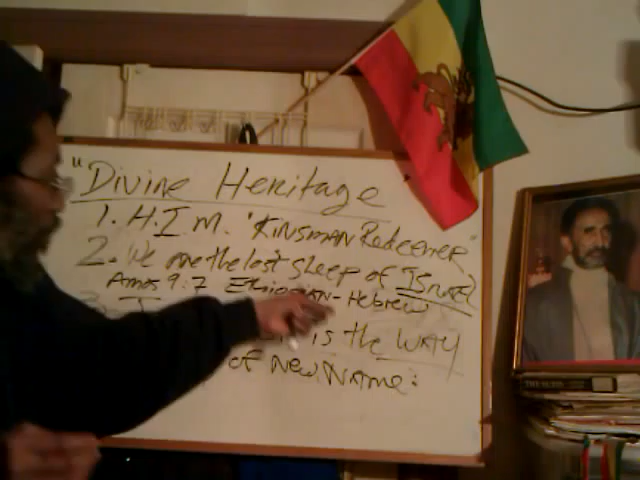 "Divine Heritage
1. H.I.M. "Kinsman Redeemer"
2. We are the lost sheep of Israel
Amos 9:7 Ethiopian-Hebrew
3. is the WAY
of New Name: